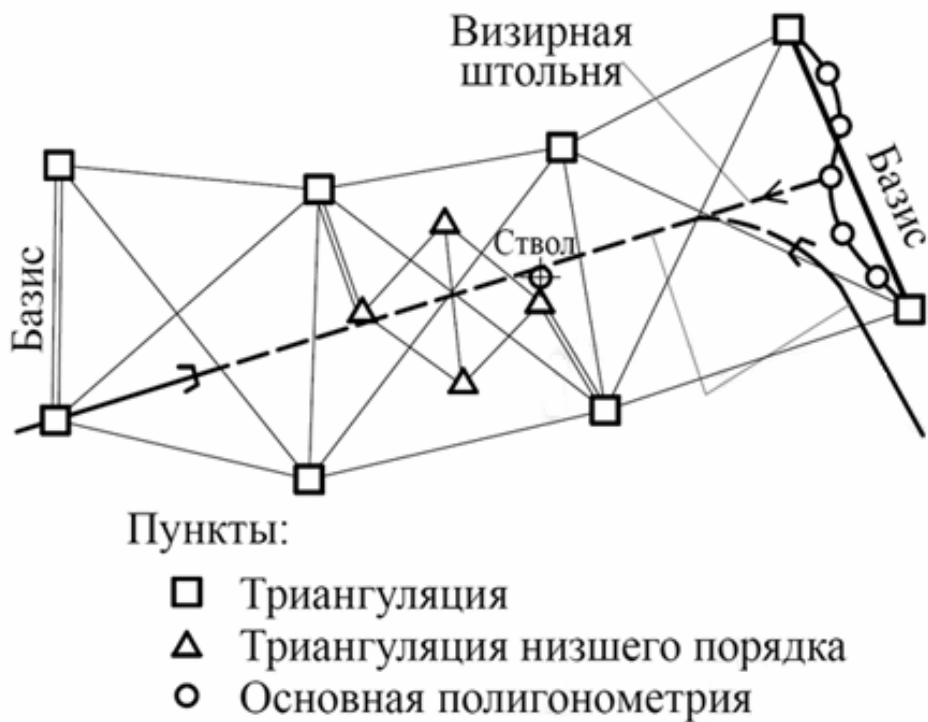 Визирная
штольня
Базис
Базис
Ствол
Пункты:
Триангуляция
Триангуляция низшего порядка
Основная полигонометрия